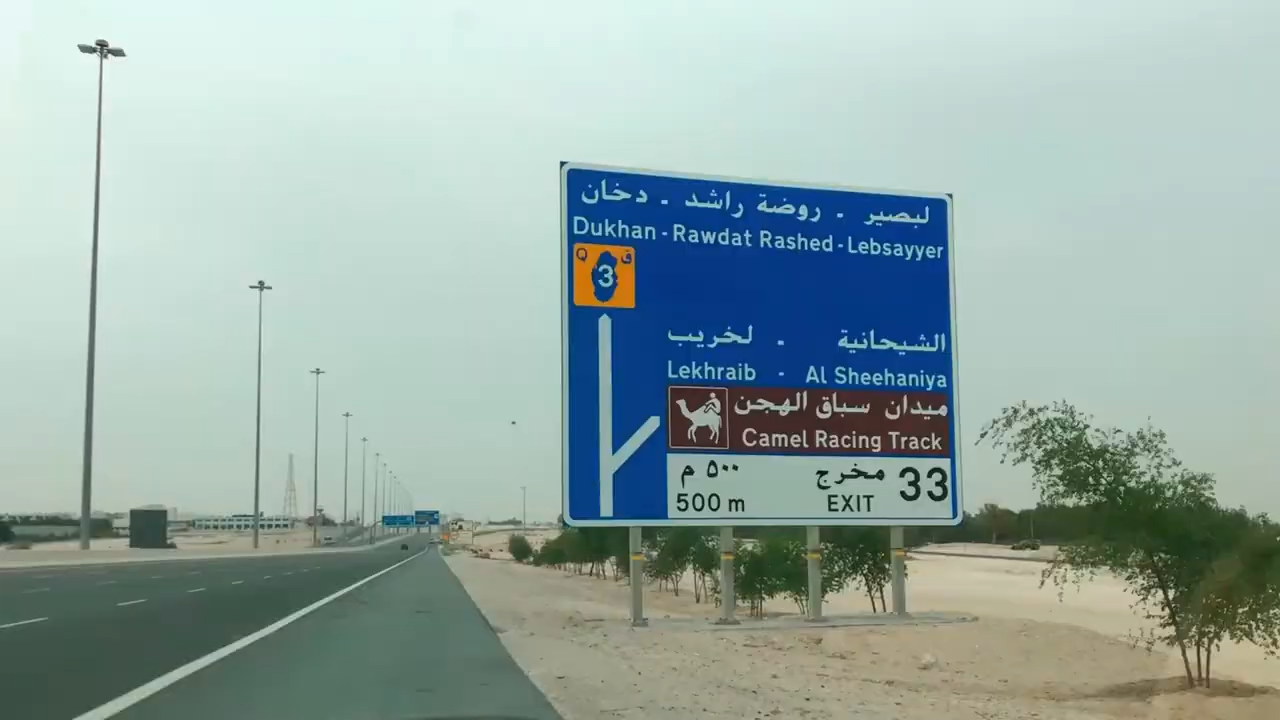 لبصير - روضة راشد - دخان
Dukhan - Rawdat Rashed - Lebsayyer
Q ق
3
الشيحانية - لخريب
Lekhraib - Al Sheehaniya
ميدان سباق الهجن
Camel Racing Track
٥٠٠ م مخرج 33
500 m EXIT